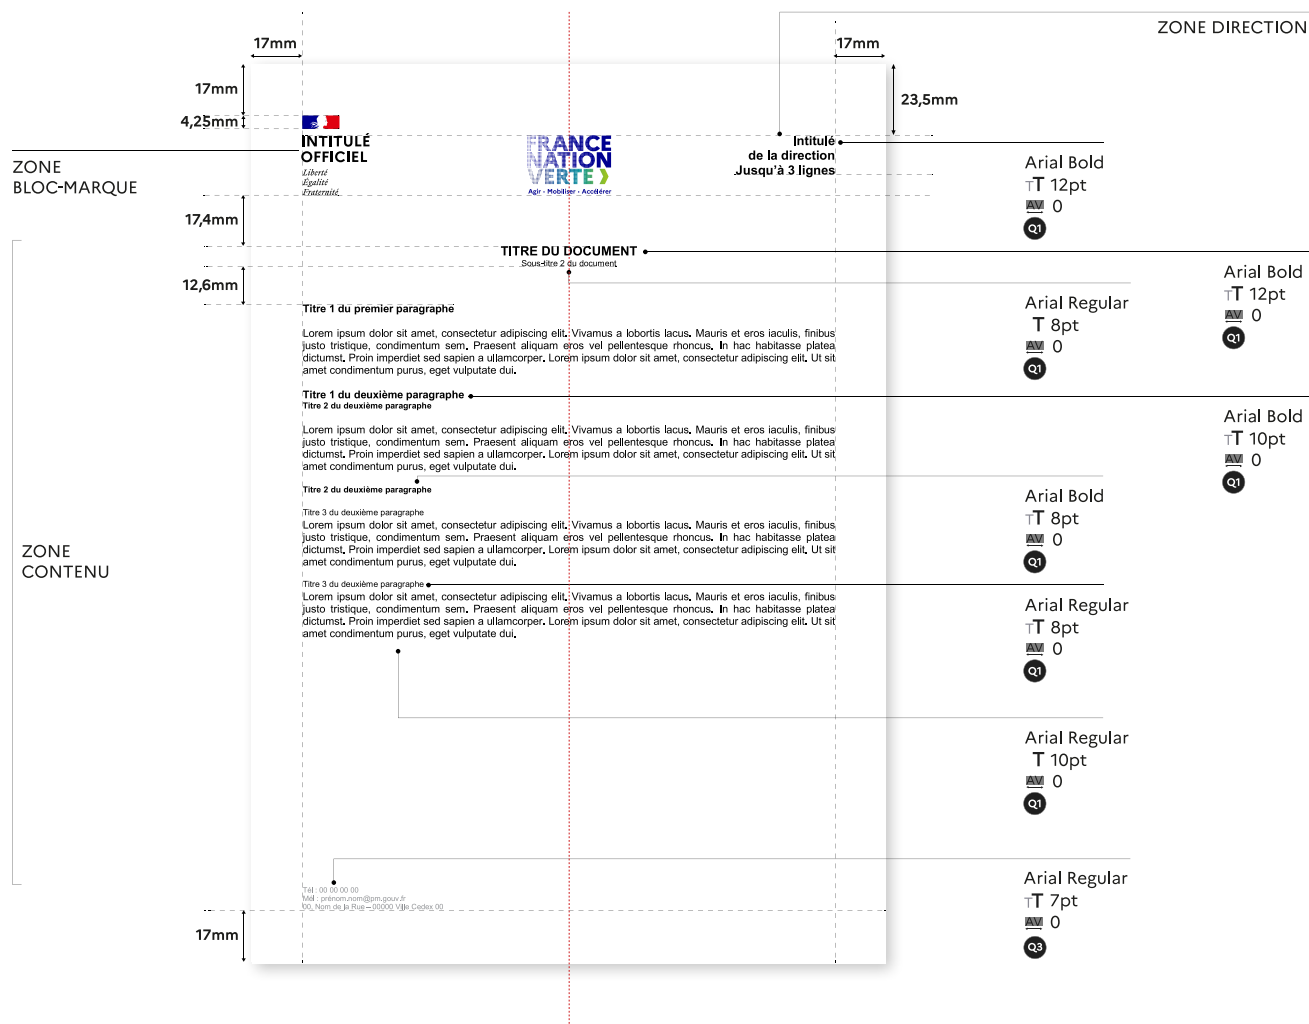 ZONE DIRECTION
17mm
17mm
17mm
23,5mm
4,25mm
INTITULÉ
OFFICIEL
Liberté
Égalité
Fraternité
FRANCE
NATION
VERTE
Agir • Mobiliser • Accélérer
Intitulé
de la direction
Jusqu'à 3 lignes
ZONE
BLOC-MARQUE
Arial Bold
TT 12pt
AV 0
Q1
17,4mm
TITRE DU DOCUMENT
Sous-titre 2 du document
12,6mm
Arial Bold
TT 12pt
AV 0
Q1
Arial Regular
T 8pt
AV 0
Q1
Titre 1 du premier paragraphe
Lorem ipsum dolor sit amet, consectetur adipiscing elit. Vivamus a lobortis lacus. Mauris et eros iaculis, finibus
justo tristique, condimentum sem. Praesent aliquam eros vel pellentesque rhoncus. In hac habitasse platea
dictumst. Proin imperdiet sed sapien a ullamcorper. Lorem ipsum dolor sit amet, consectetur adipiscing elit. Ut sit
amet condimentum purus, eget vulputate dui.
Titre 1 du deuxième paragraphe
Titre 2 du deuxième paragraphe
Arial Bold
TT 10pt
AV 0
Q1
Lorem ipsum dolor sit amet, consectetur adipiscing elit. Vivamus a lobortis lacus. Mauris et eros iaculis, finibus
justo tristique, condimentum sem. Praesent aliquam eros vel pellentesque rhoncus. In hac habitasse platea
dictumst. Proin imperdiet sed sapien a ullamcorper. Lorem ipsum dolor sit amet, consectetur adipiscing elit. Ut sit
amet condimentum purus, eget vulputate dui.
Titre 2 du deuxième paragraphe
Arial Bold
TT 8pt
AV 0
Q1
Titre 3 du deuxième paragraphe
Lorem ipsum dolor sit amet, consectetur adipiscing elit. Vivamus a lobortis lacus. Mauris et eros iaculis, finibus
justo tristique, condimentum sem. Praesent aliquam eros vel pellentesque rhoncus. In hac habitasse platea
dictumst. Proin imperdiet sed sapien a ullamcorper. Lorem ipsum dolor sit amet, consectetur adipiscing elit. Ut sit
amet condimentum purus, eget vulputate dui.
ZONE
CONTENU
Titre 3 du deuxième paragraphe
Lorem ipsum dolor sit amet, consectetur adipiscing elit. Vivamus a lobortis lacus. Mauris et eros iaculis, finibus
justo tristique, condimentum sem. Praesent aliquam eros vel pellentesque rhoncus. In hac habitasse platea
dictumst. Proin imperdiet sed sapien a ullamcorper. Lorem ipsum dolor sit amet, consectetur adipiscing elit. Ut sit
amet condimentum purus, eget vulputate dui.
Arial Regular
TT 8pt
AV 0
Q1
Arial Regular
T 10pt
AV 0
Q1
Tél : 00 00 00 00
Mél : prénom.nom@pm.gouv.fr
00, Nom de la Rue – 00000 Ville Cedex 00
Arial Regular
TT 7pt
AV 0
Q3
17mm